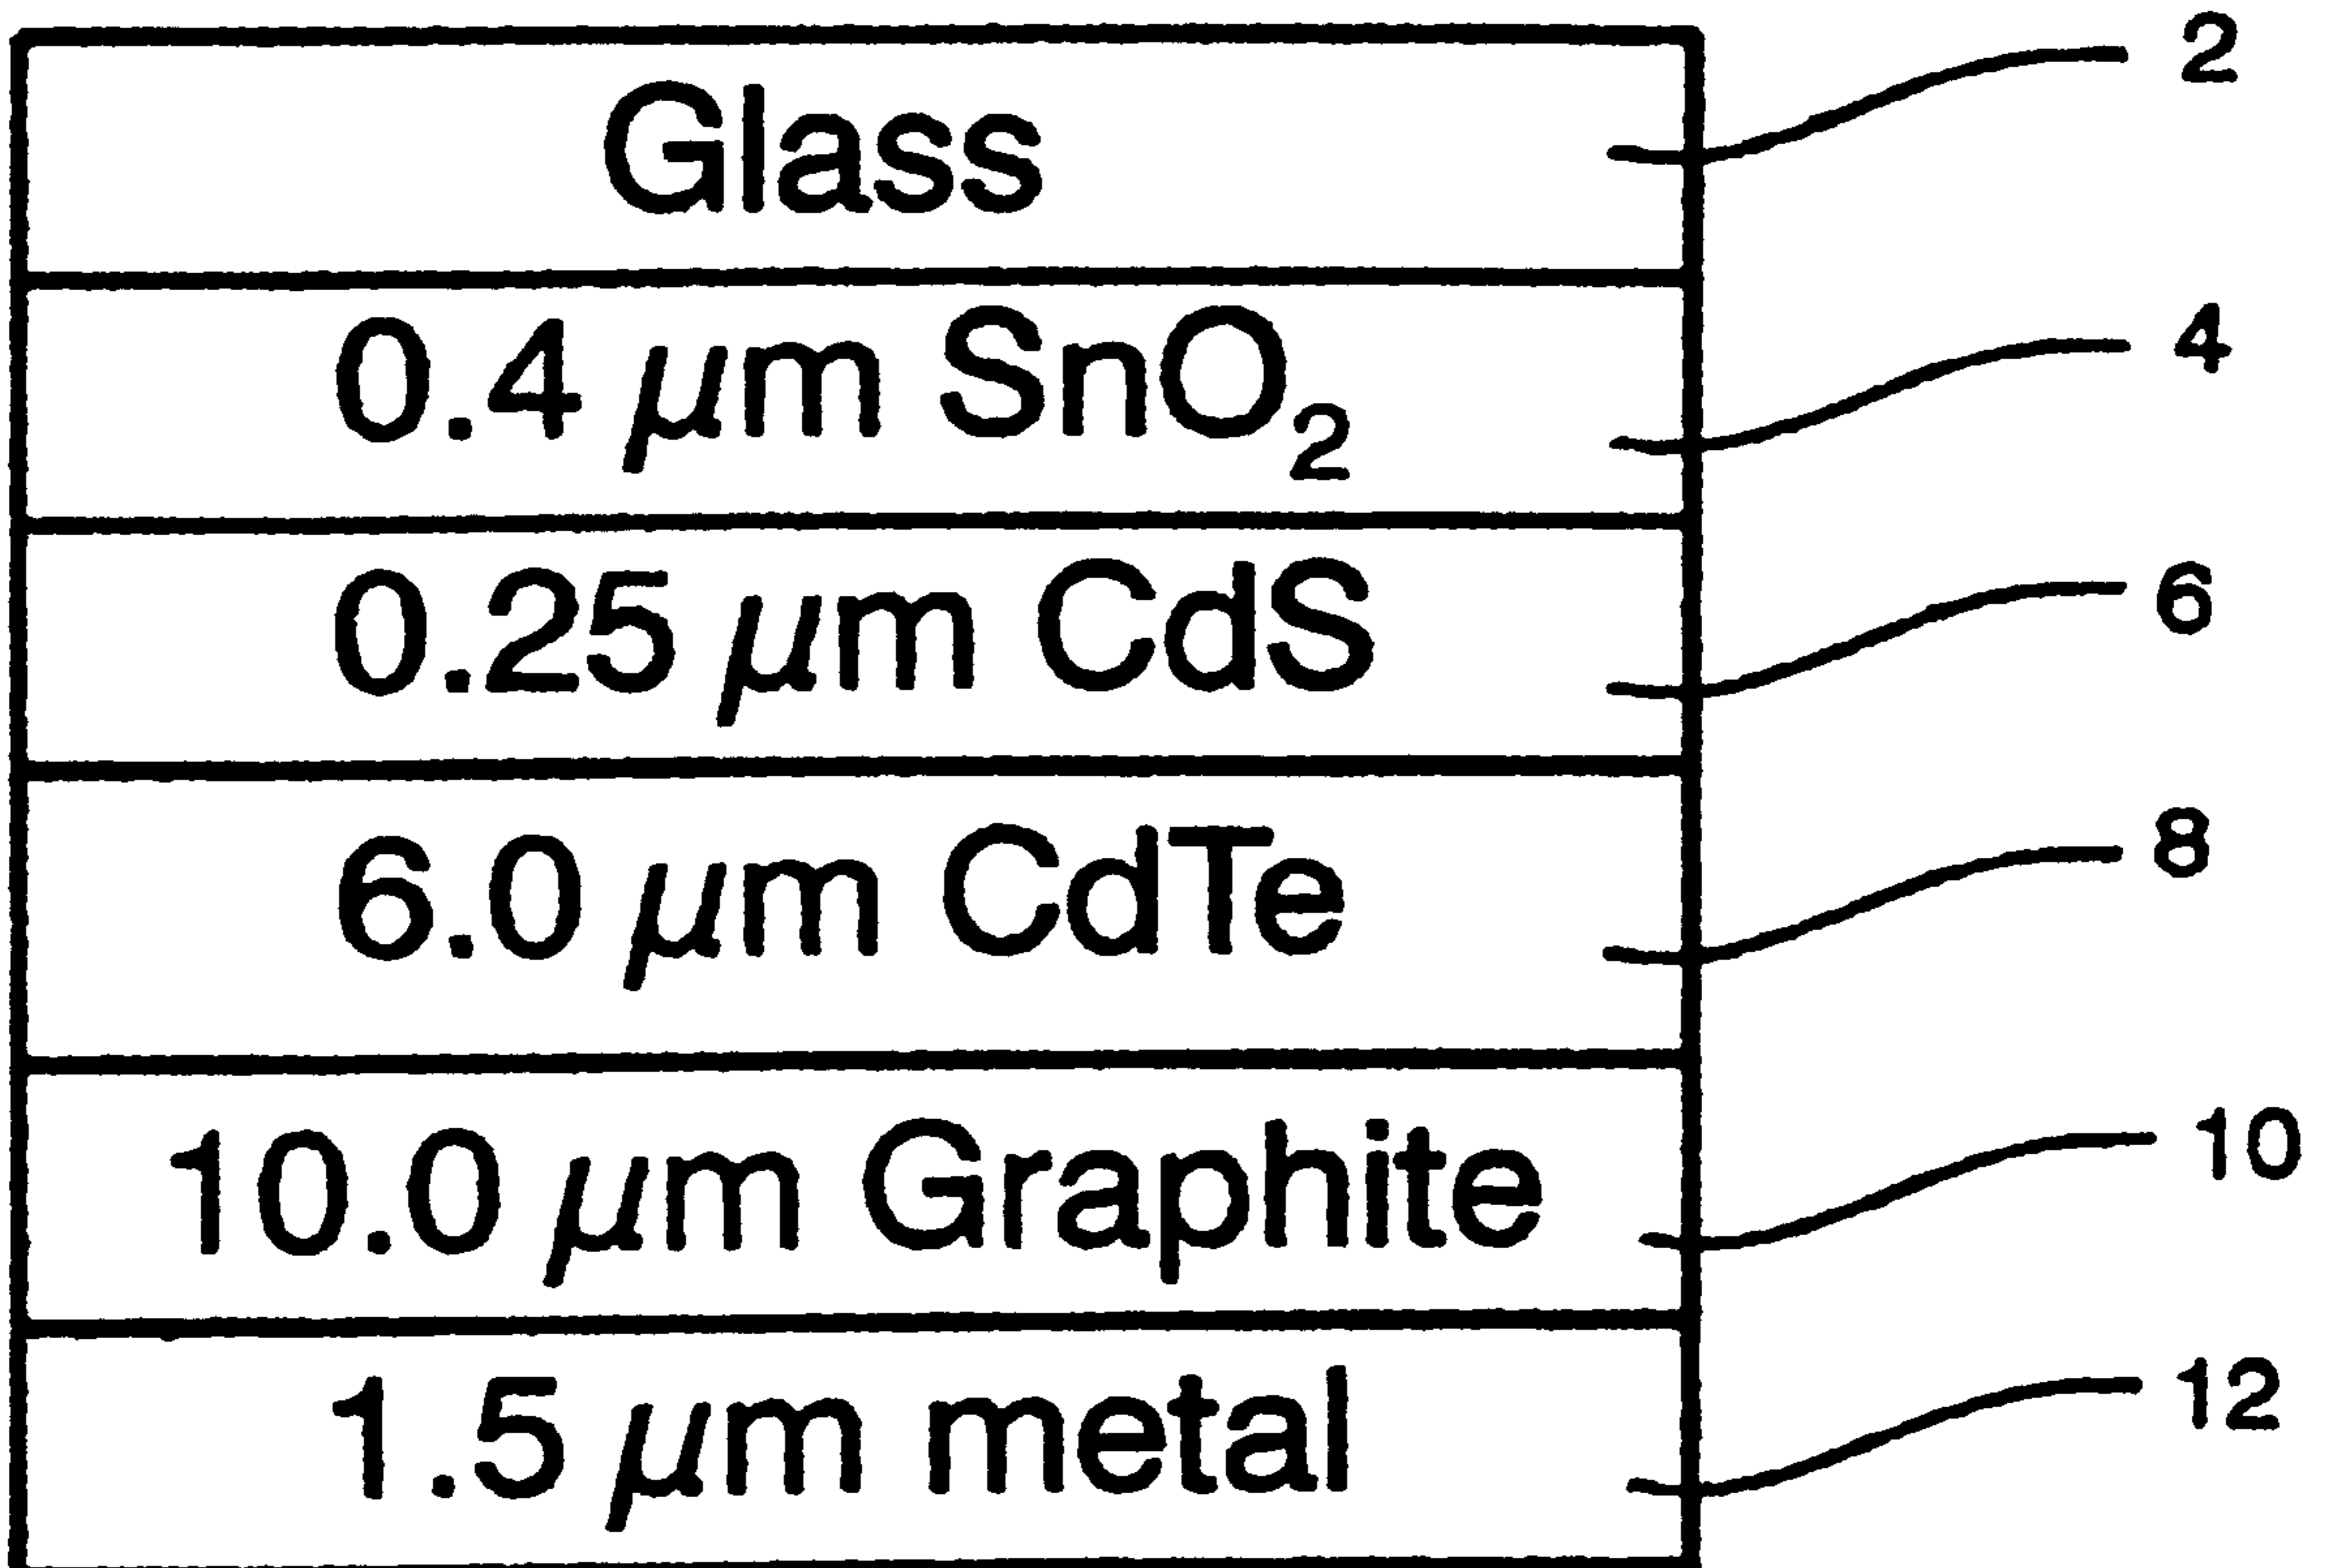 Glass 2
0.4 μm SnO₂ 4
0.25 μm CdS 6
6.0 μm CdTe 8
10.0 μm Graphite 10
1.5 μm metal 12